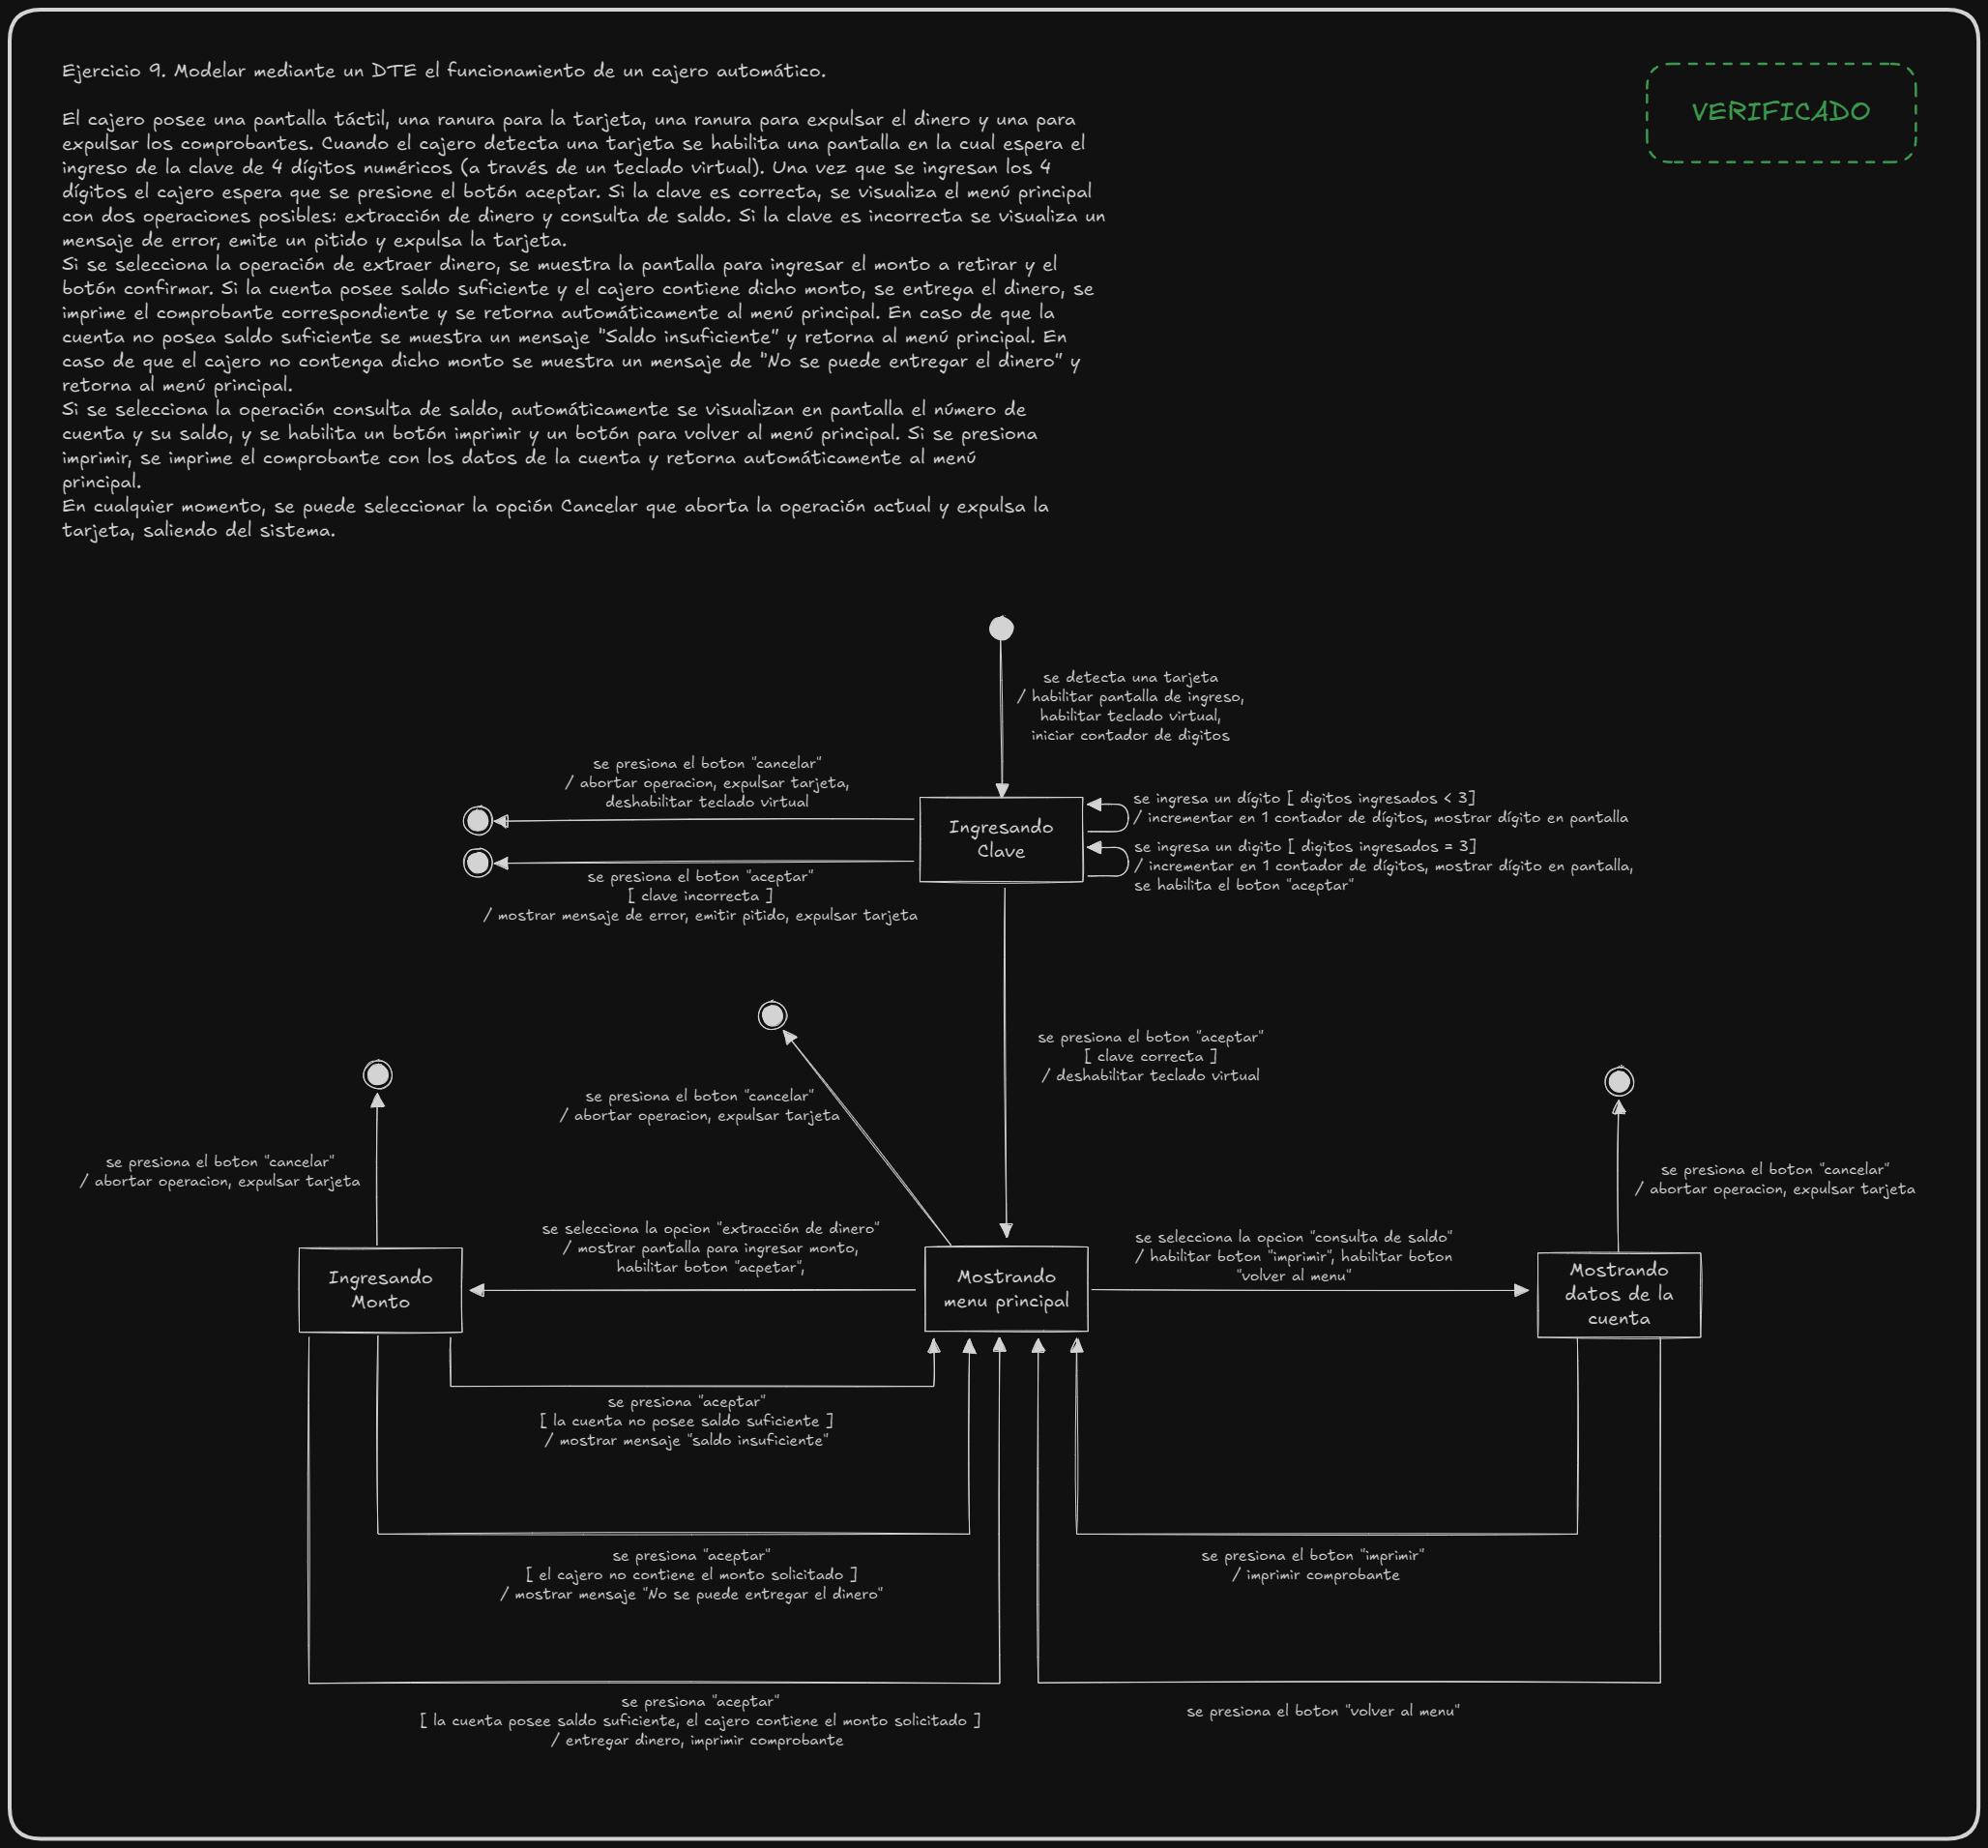 Ejercicio 9. Modelar mediante un DTE el funcionamiento de un cajero automático.
VERIFICADO
El cajero posee una pantalla táctil, una ranura para la tarjeta, una ranura para expulsar el dinero y una para
expulsar los comprobantes. Cuando el cajero detecta una tarjeta se habilita una pantalla en la cual espera el
ingreso de la clave de 4 dígitos numéricos (a través de un teclado virtual). Una vez que se ingresan los 4
dígitos el cajero espera que se presione el botón aceptar. Si la clave es correcta, se visualiza el menú principal
con dos operaciones posibles: extracción de dinero y consulta de saldo. Si la clave es incorrecta se visualiza un
mensaje de error, emite un pitido y expulsa la tarjeta.
Si se selecciona la operación de extraer dinero, se muestra la pantalla para ingresar el monto a retirar y el
botón confirmar. Si la cuenta posee saldo suficiente y el cajero contiene dicho monto, se entrega el dinero, se
imprime el comprobante correspondiente y se retorna automáticamente al menú principal. En caso de que la
cuenta no posea saldo suficiente se muestra un mensaje "Saldo insuficiente" y retorna al menú principal. En
caso de que el cajero no contenga dicho monto se muestra un mensaje de "No se puede entregar el dinero" y
retorna al menú principal.
Si se selecciona la operación consulta de saldo, automáticamente se visualizan en pantalla el número de
cuenta y su saldo, y se habilita un botón imprimir y un botón para volver al menú principal. Si se presiona
imprimir, se imprime el comprobante con los datos de la cuenta y retorna automáticamente al menú
principal.
En cualquier momento, se puede seleccionar la opción Cancelar que aborta la operación actual y expulsa la
tarjeta, saliendo del sistema.
se detecta una tarjeta
/ habilitar pantalla de ingreso,
habilitar teclado virtual,
iniciar contador de digitos
se presiona el boton "cancelar"
/ abortar operacion, expulsar tarjeta,
deshabilitar teclado virtual
Ingresando
Clave
se ingresa un dígito [ digitos ingresados < 3]
/ incrementar en 1 contador de dígitos, mostrar dígito en pantalla
se ingresa un digito [ digitos ingresados = 3]
/ incrementar en 1 contador de dígitos, mostrar dígito en pantalla,
se habilita el boton "aceptar"
se presiona el boton "aceptar"
[ clave incorrecta ]
/ mostrar mensaje de error, emitir pitido, expulsar tarjeta
se presiona el boton "aceptar"
[ clave correcta ]
/ deshabilitar teclado virtual
se presiona el boton "cancelar"
/ abortar operacion, expulsar tarjeta
se presiona el boton "cancelar"
/ abortar operacion, expulsar tarjeta
se presiona el boton "cancelar"
/ abortar operacion, expulsar tarjeta
se selecciona la opcion "extracción de dinero"
/ mostrar pantalla para ingresar monto,
habilitar boton "acpetar",
se selecciona la opcion "consulta de saldo"
/ habilitar boton "imprimir", habilitar boton
"volver al menu"
Ingresando
Monto
Mostrando
menu principal
Mostrando
datos de la
cuenta
se presiona "aceptar"
[ la cuenta no posee saldo suficiente ]
/ mostrar mensaje "saldo insuficiente"
se presiona "aceptar"
[ el cajero no contiene el monto solicitado ]
/ mostrar mensaje "No se puede entregar el dinero"
se presiona el boton "imprimir"
/ imprimir comprobante
se presiona "aceptar"
[ la cuenta posee saldo suficiente, el cajero contiene el monto solicitado ]
/ entregar dinero, imprimir comprobante
se presiona el boton "volver al menu"